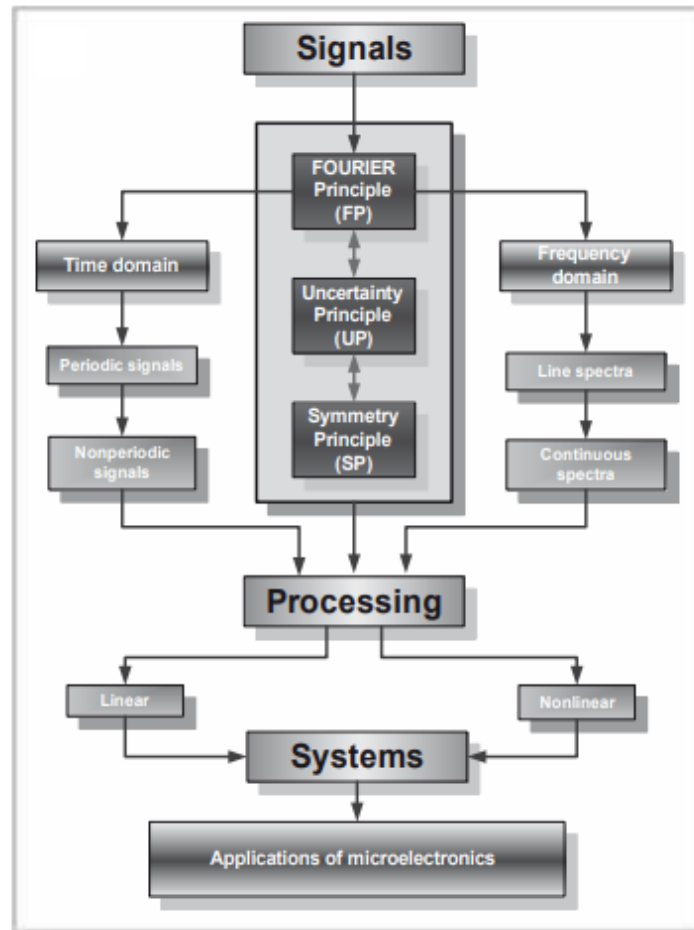 Signals
FOURIER
Principle
(FP)
Time domain
Frequency
domain
Uncertainty
Principle
(UP)
Periodic signals
Line spectra
Symmetry
Principle
(SP)
Nonperiodic
signals
Continuous
spectra
Processing
Linear
Nonlinear
Systems
Applications of microelectronics